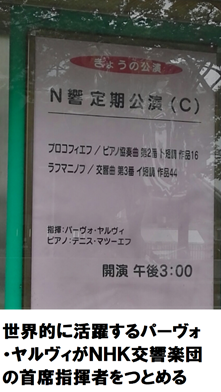 きょうの公演
N響 定期公演 (C)
プロコフィエフ / ピアノ協奏曲 第2番 ト短調 作品16
ラフマニノフ / 交響曲 第3番 イ短調 作品44
指揮：パーヴォ・ヤルヴィ
ピアノ：デニス・マツーエフ
開演 午後3:00
世界的に活躍するパーヴォ
・ヤルヴィがNHK交響楽団
の首席指揮者をつとめる